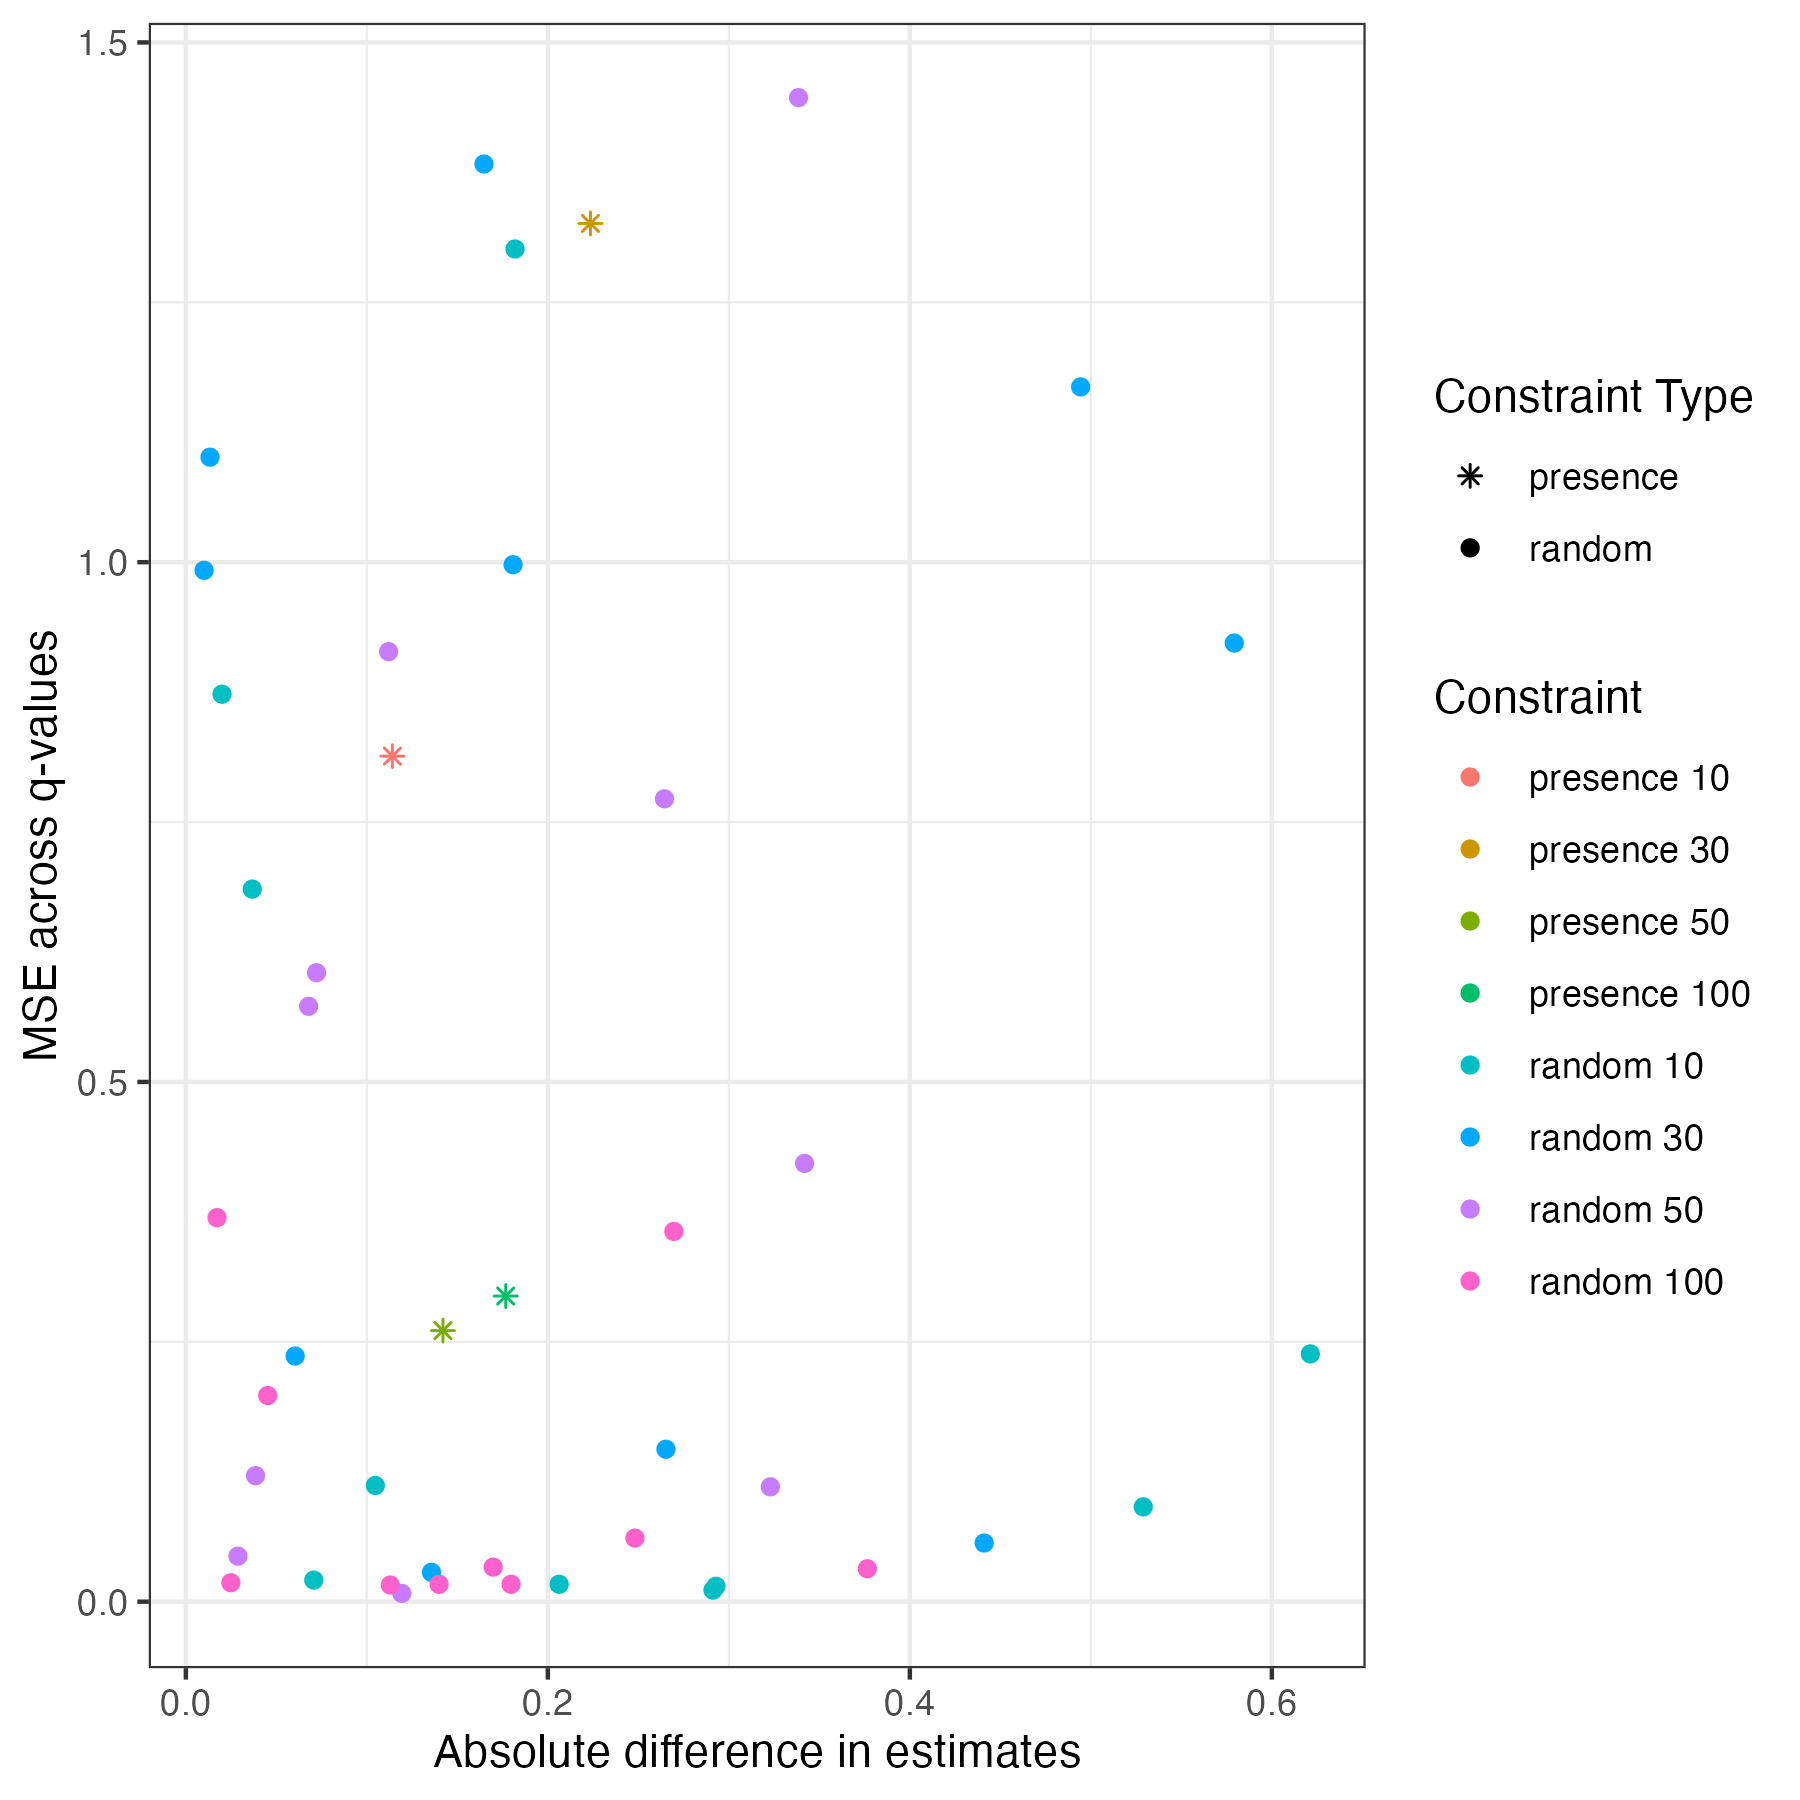 1.5
1.0
0.5
0.0
MSE across q-values
0.0 0.2 0.4 0.6
Absolute difference in estimates
Constraint Type
presence
random
Constraint
presence 10
presence 30
presence 50
presence 100
random 10
random 30
random 50
random 100